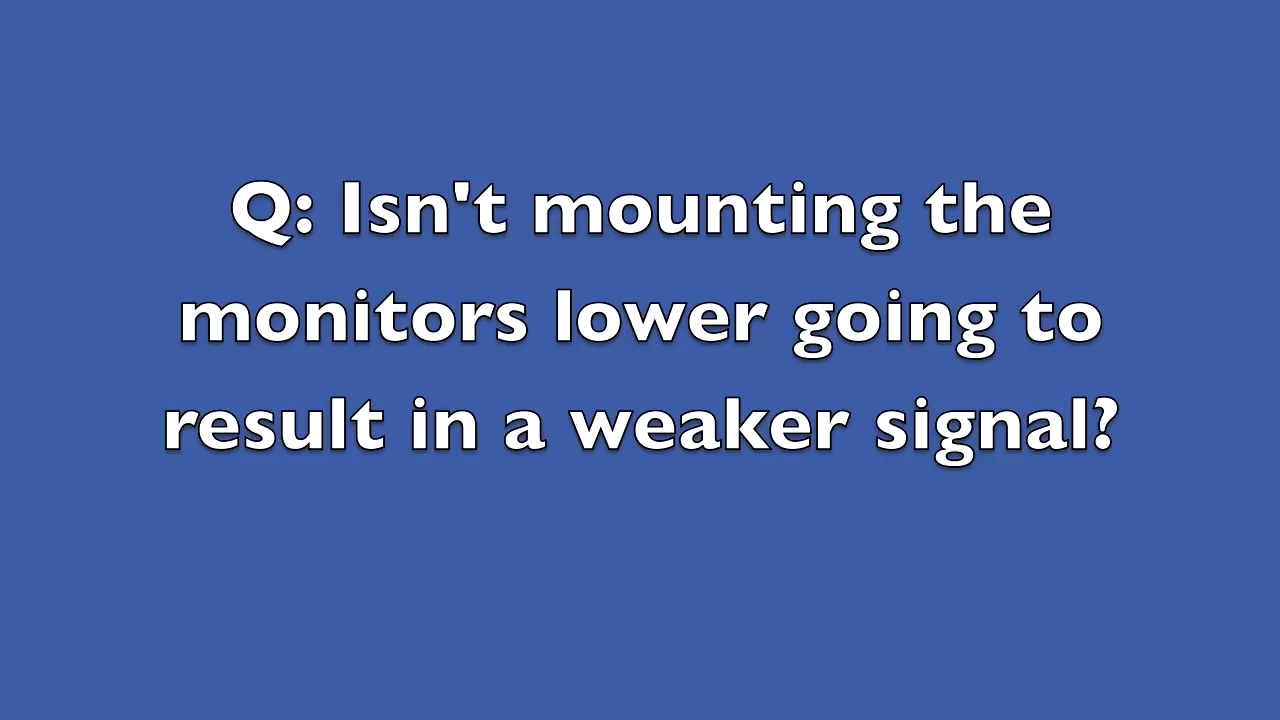 Q: Isn't mounting the
monitors lower going to
result in a weaker signal?